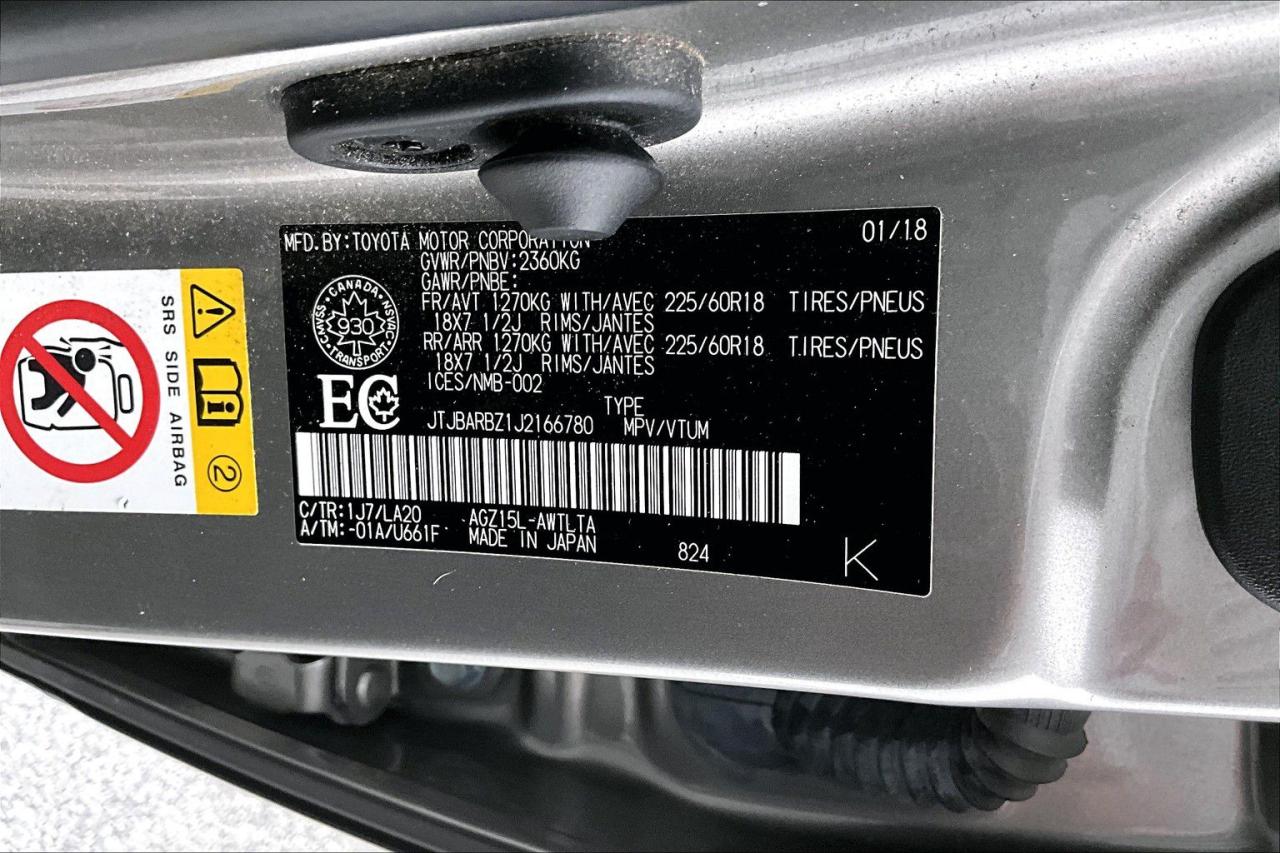 MFD.BY:TOYOTA MOTOR CORPORATION 01/18
GVWR/PNBV:2360KG
GAWR/PNBE:
FR/AVT 1270KG WITH/AVEC 225/60R18 TIRES/PNEUS
18X7 1/2J RIMS/JANTES
RR/ARR 1270KG WITH/AVEC 225/60R18 TIRES/PNEUS
18X7 1/2J RIMS/JANTES
ICES/NMB-002
CANADA
CMVSS NSVAC
930
TRANSPORT
EC
TYPE
JTJBARBZ1J2166780 MPV/VTUM
C/TR:1J7/LA20 AGZ15L-AWTLTA
A/TM:-01A/U661F MADE IN JAPAN 824 K
SRS SIDE AIRBAG
2